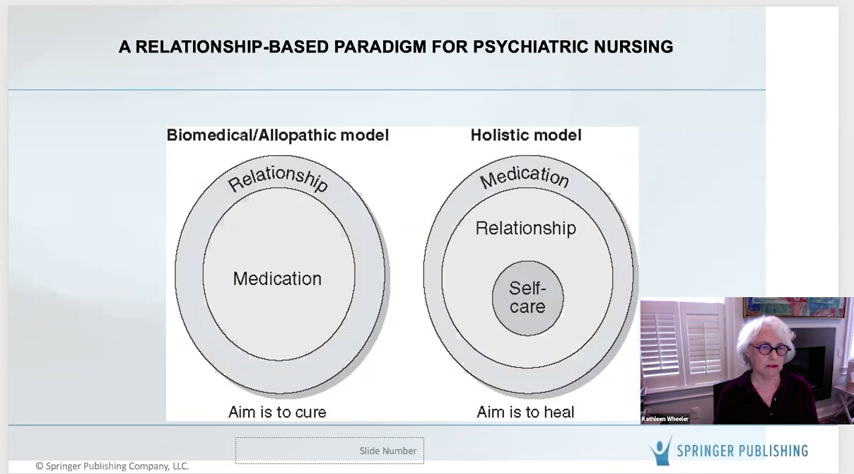 A RELATIONSHIP-BASED PARADIGM FOR PSYCHIATRIC NURSING
Biomedical/Allopathic model
Relationship
Medication
Aim is to cure
Holistic model
Medication
Relationship
Self-
care
Aim is to heal
Kathleen Wheeler
Slide Number
© Springer Publishing Company, LLC.
SPRINGER PUBLISHING